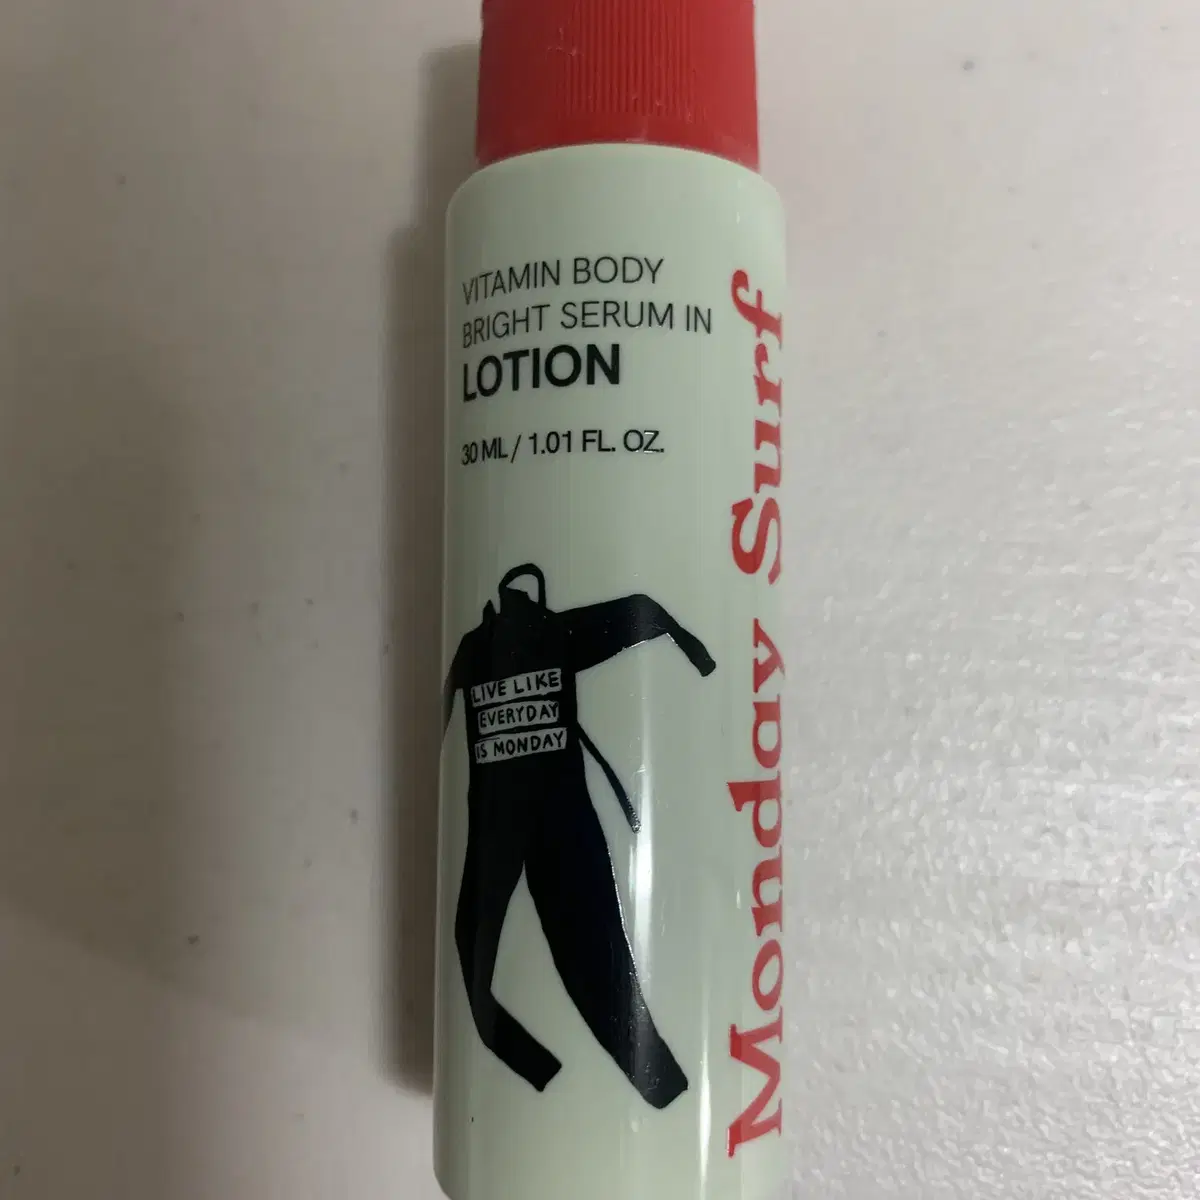 VITAMIN BODY
BRIGHT SERUM IN
LOTION
30 ML / 1.01 FL. OZ.
LIVE LIKE
EVERYDAY
IS MONDAY
Monday Surf